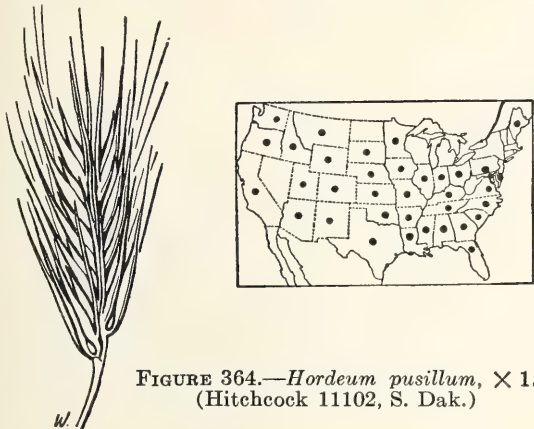 W.
FIGURE 364.—Hordeum pusillum, × 1.
(Hitchcock 11102, S. Dak.)